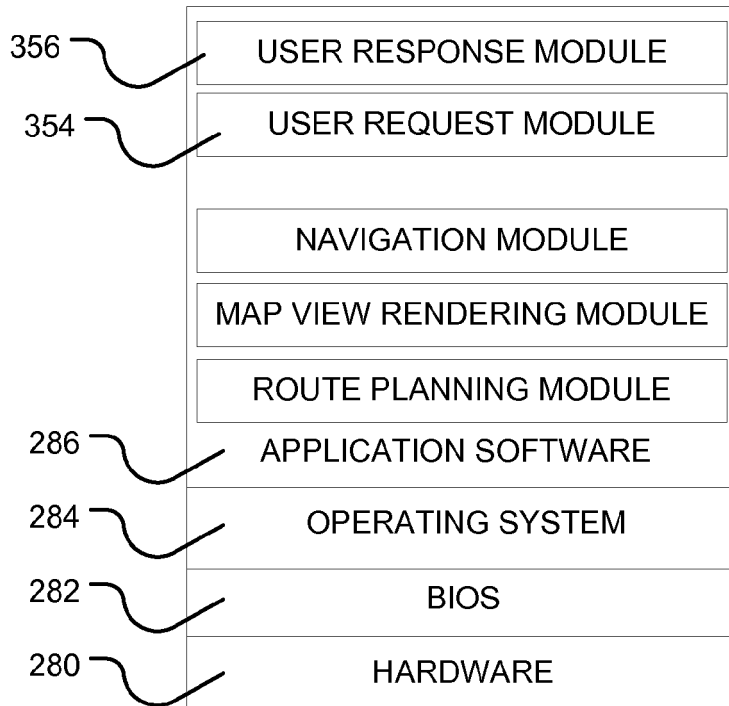 356 USER RESPONSE MODULE
354 USER REQUEST MODULE
NAVIGATION MODULE
MAP VIEW RENDERING MODULE
ROUTE PLANNING MODULE
286 APPLICATION SOFTWARE
284 OPERATING SYSTEM
282 BIOS
280 HARDWARE